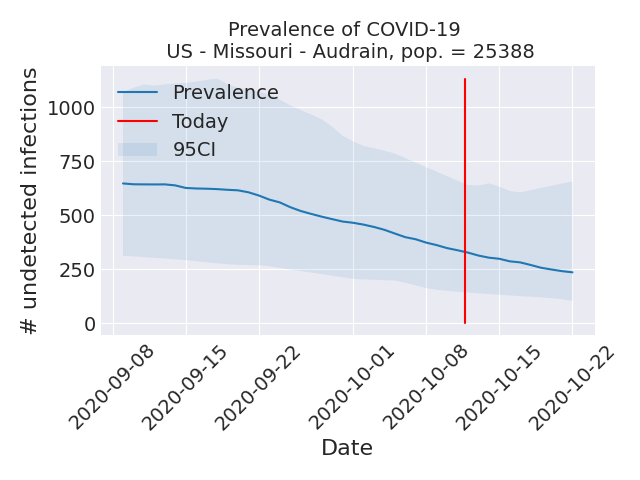 Prevalence of COVID-19
US - Missouri - Audrain, pop. = 25388
# undetected infections
1000
750
500
250
0
Prevalence
Today
95CI
2020-09-08
2020-09-15
2020-09-22
2020-10-01
2020-10-08
2020-10-15
2020-10-22
Date